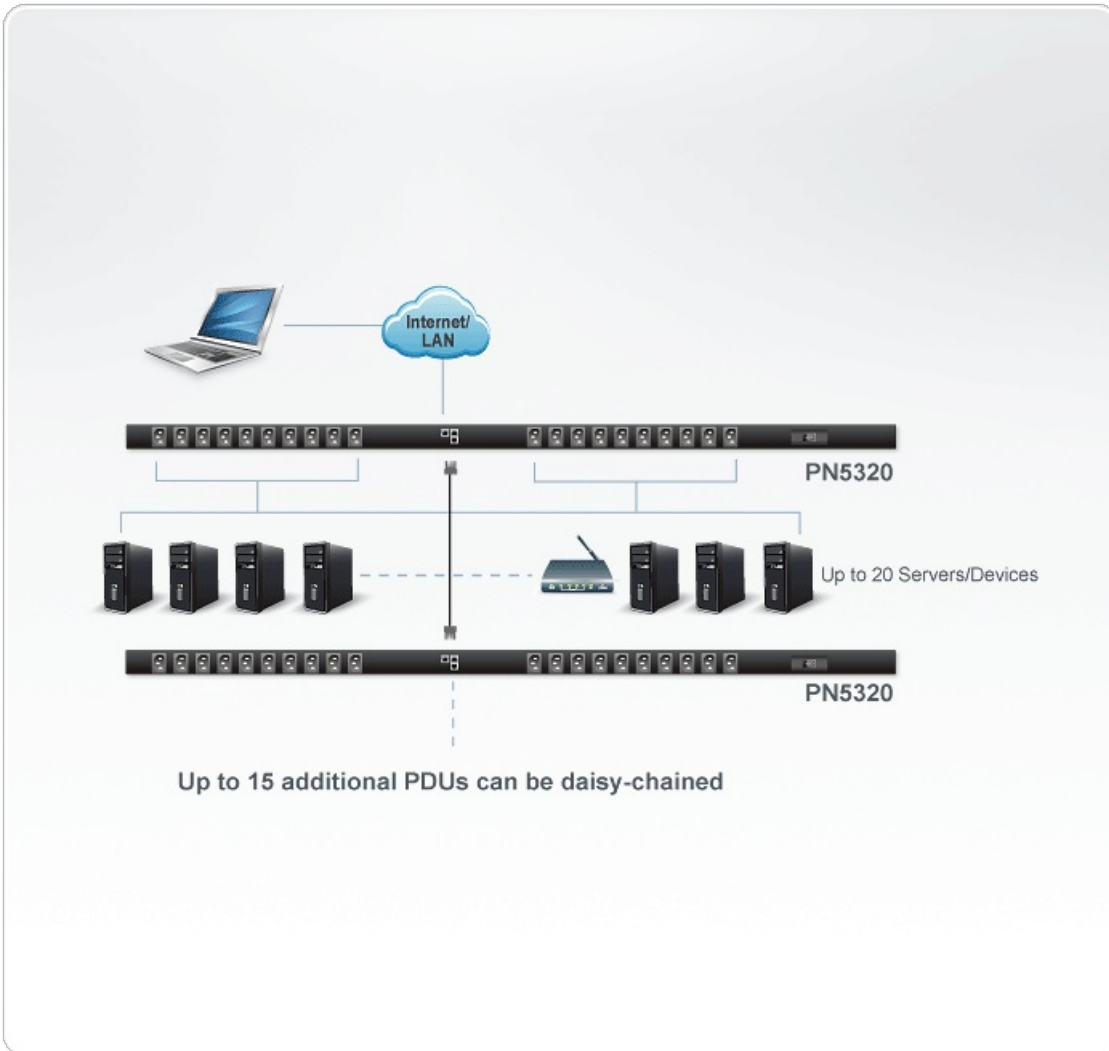 Internet/
LAN
PN5320
Up to 20 Servers/Devices
PN5320
Up to 15 additional PDUs can be daisy-chained